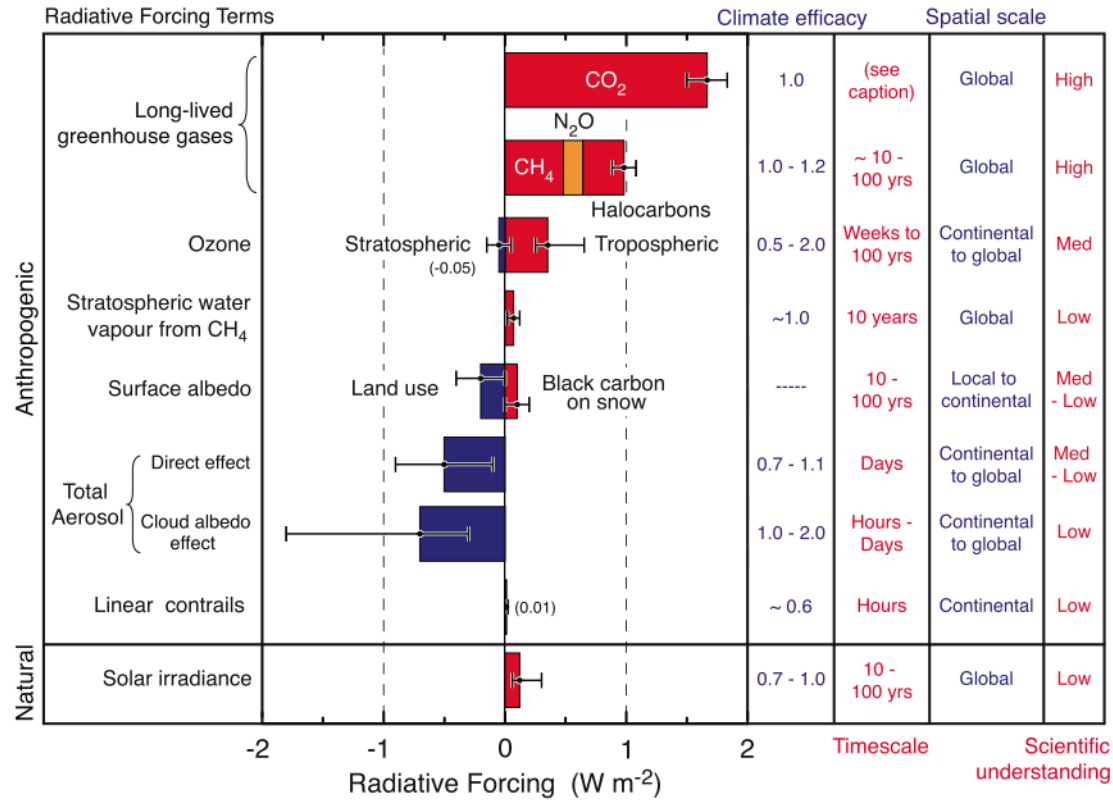 Radiative Forcing Terms
Climate efficacy
Spatial scale
Anthropogenic
Long-lived
greenhouse gases
CO₂
1.0
(see
caption)
Global
High
N₂O
CH₄
Halocarbons
1.0 - 1.2
~ 10 -
100 yrs
Global
High
Ozone
Stratospheric
(-0.05)
Tropospheric
0.5 - 2.0
Weeks to
100 yrs
Continental
to global
Med
Stratospheric water
vapour from CH₄
~1.0
10 years
Global
Low
Surface albedo
Land use
Black carbon
on snow
-----
10 -
100 yrs
Local to
continental
Med
- Low
Total
Aerosol
Direct effect
0.7 - 1.1
Days
Continental
to global
Med
- Low
Cloud albedo
effect
1.0 - 2.0
Hours -
Days
Continental
to global
Low
Linear contrails
(0.01)
~ 0.6
Hours
Continental
Low
Natural
Solar irradiance
0.7 - 1.0
10 -
100 yrs
Global
Low
-2 -1 0 1 2
Radiative Forcing (W m⁻²)
Timescale
Scientific
understanding